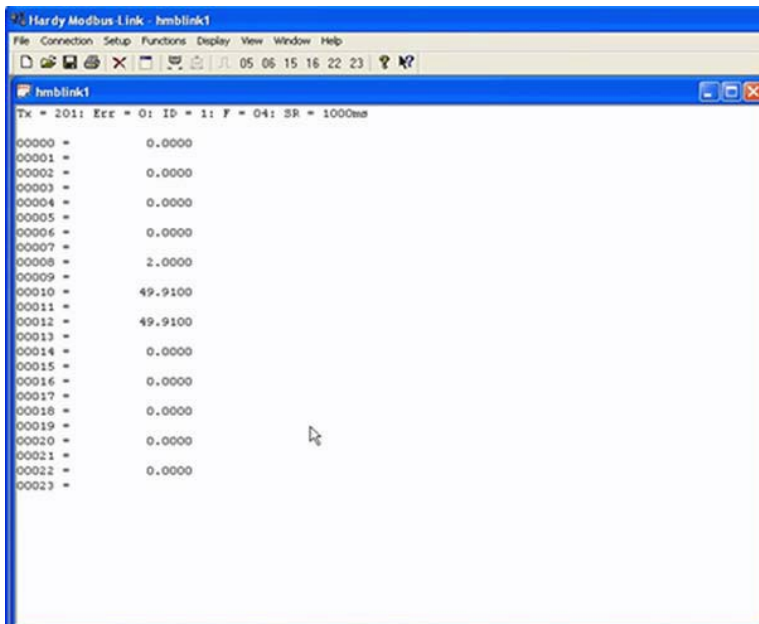 Hardy Modbus-Link - hmblink1
File Connection Setup Functions Display View Window Help
05 06 15 16 22 23
hmblink1
Tx = 201: Err = 0: ID = 1: F = 04: SR = 1000ms
00000 = 0.0000
00001 =
00002 = 0.0000
00003 =
00004 = 0.0000
00005 =
00006 = 0.0000
00007 =
00008 = 2.0000
00009 =
00010 = 49.9100
00011 =
00012 = 49.9100
00013 =
00014 = 0.0000
00015 =
00016 = 0.0000
00017 =
00018 = 0.0000
00019 =
00020 = 0.0000
00021 =
00022 = 0.0000
00023 =